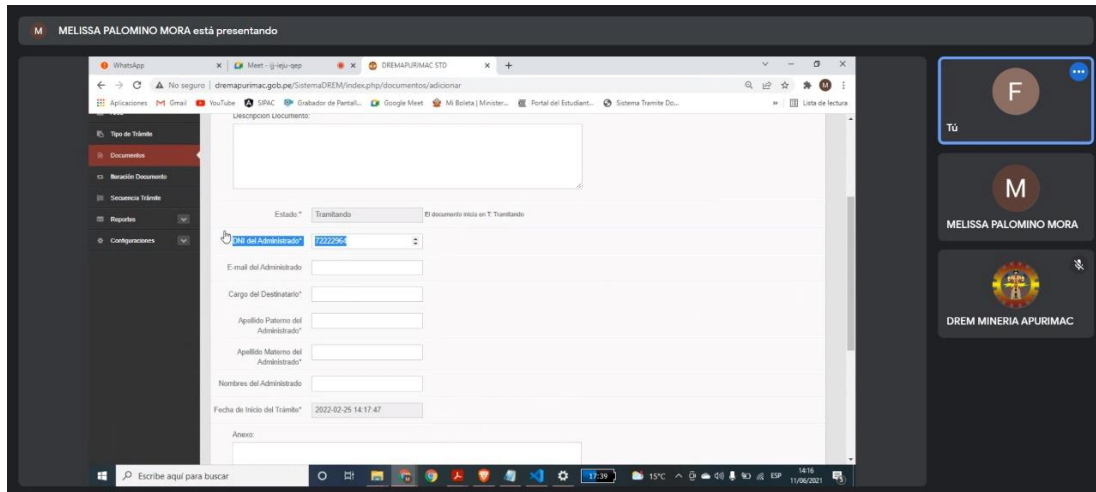 M MELISSA PALOMINO MORA está presentando
WhatsApp
Meet - ij-ieju-qep
DREMAPURIMAC STD
No seguro | dremapurimac.gob.pe/SistemaDREM/index.php/documentos/adicionar
Aplicaciones
Gmail
YouTube
SIPAC
Grabador de Pantall...
Google Meet
Mi Boleta | Minister...
Portal del Estudiant...
Sistema Tramite Do...
Lista de lectura
Descripción Documento:
Tipo de Trámite
Documentos
Iteración Documento
Secuencia Trámite
Reportes
Configuraciones
Estado:* Tramitando El documento inicia en T: Tramitando
DNI del Administrado* 72222964
E-mail del Administrado
Cargo del Destinatario*
Apellido Paterno del
Administrado*
Apellido Materno del
Administrado*
Nombres del Administrado
Fecha de Inicio del Trámite* 2022-02-25 14:17:47
Anexo:
Escribe aquí para buscar
17:39
15°C
ESP
14:16
11/06/2021
F
Tú
M
MELISSA PALOMINO MORA
DREM MINERIA APURIMAC